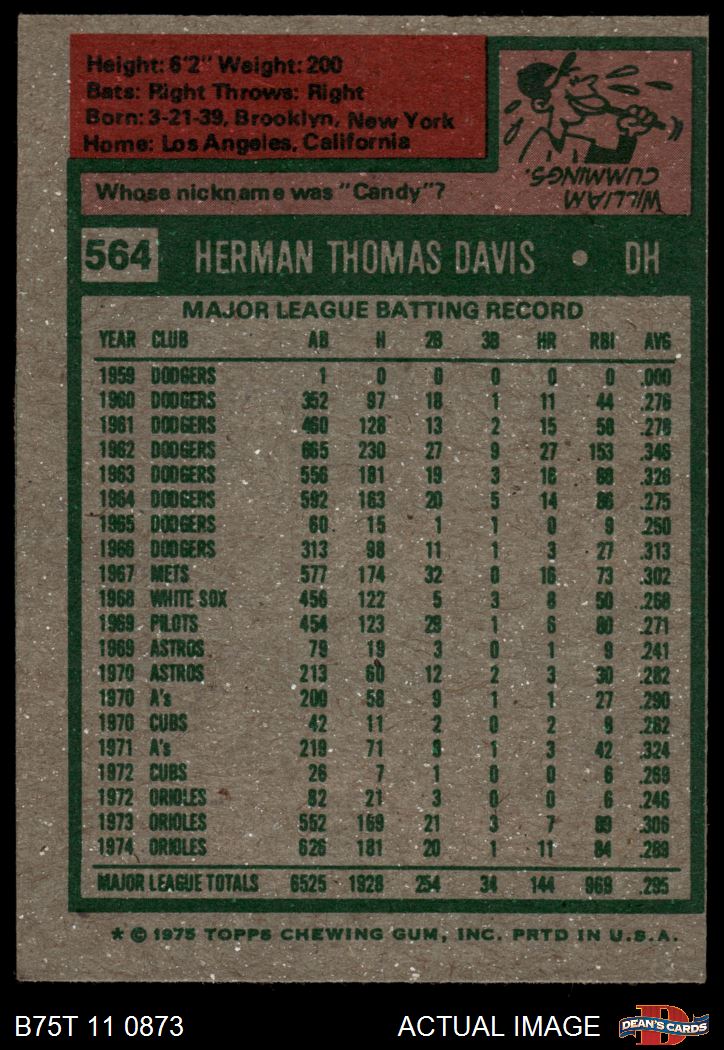 Height: 6'2" Weight: 200
Bats: Right Throws: Right
Born: 3-21-39, Brooklyn, New York
Home: Los Angeles, California
Whose nickname was "Candy"?
WILLIAM
CUMMINGS.
564 HERMAN THOMAS DAVIS • DH
MAJOR LEAGUE BATTING RECORD
YEAR CLUB AB H 2B 3B HR RBI AVG
1959 DODGERS 1 0 0 0 0 0 .000
1960 DODGERS 352 97 18 1 11 44 .276
1961 DODGERS 460 128 13 2 15 58 .278
1962 DODGERS 665 230 27 9 27 153 .346
1963 DODGERS 556 181 19 3 16 88 .326
1964 DODGERS 592 163 20 5 14 86 .275
1965 DODGERS 60 15 1 1 0 9 .250
1966 DODGERS 313 98 11 1 3 27 .313
1967 METS 577 174 32 0 16 73 .302
1968 WHITE SOX 456 122 5 3 8 50 .268
1969 PILOTS 454 123 29 1 6 80 .271
1969 ASTROS 79 19 3 0 1 9 .241
1970 ASTROS 213 60 12 2 3 30 .282
1970 A's 200 58 9 1 1 27 .290
1970 CUBS 42 11 2 0 2 9 .262
1971 A's 219 71 9 1 3 42 .324
1972 CUBS 26 7 1 0 0 6 .269
1972 ORIOLES 82 21 3 0 0 6 .246
1973 ORIOLES 552 169 21 3 7 89 .306
1974 ORIOLES 626 181 20 1 11 84 .289
MAJOR LEAGUE TOTALS 6525 1928 254 34 144 969 .295
* © 1975 TOPPS CHEWING GUM, INC. PRTD IN U.S.A.
B75T 11 0873 ACTUAL IMAGE DEAN'S CARDS